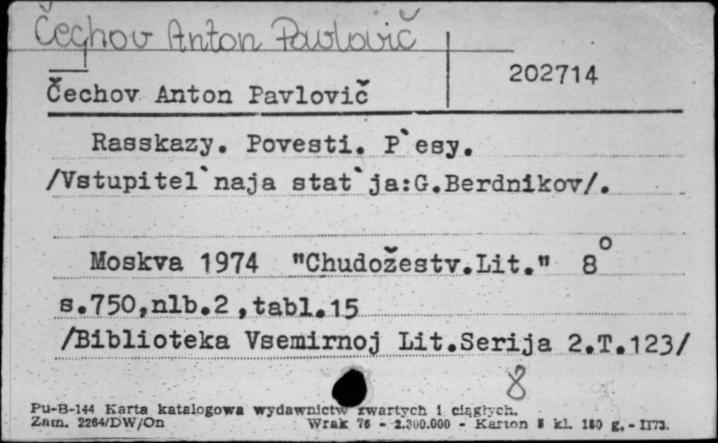 Čechov Anton Pavlovič
202714
Čechov Anton Pavlovič
Rasskazy. Povesti. P`esy.
/Vstupitel`naja stat`ja:G.Berdnikov/.
Moskva 1974 "Chudožestv.Lit." 8°
s.750,nlb.2,tabl.15
/Biblioteka Vsemirnoj Lit.Serija 2.T.123/
8
Pu-B-144 Karta katalogowa wydawnictw zwartych i ciągłych.
Zam. 2264/DW/On Wrak 76 - 2.300.000 - Karton kl. 180 g. - II73.